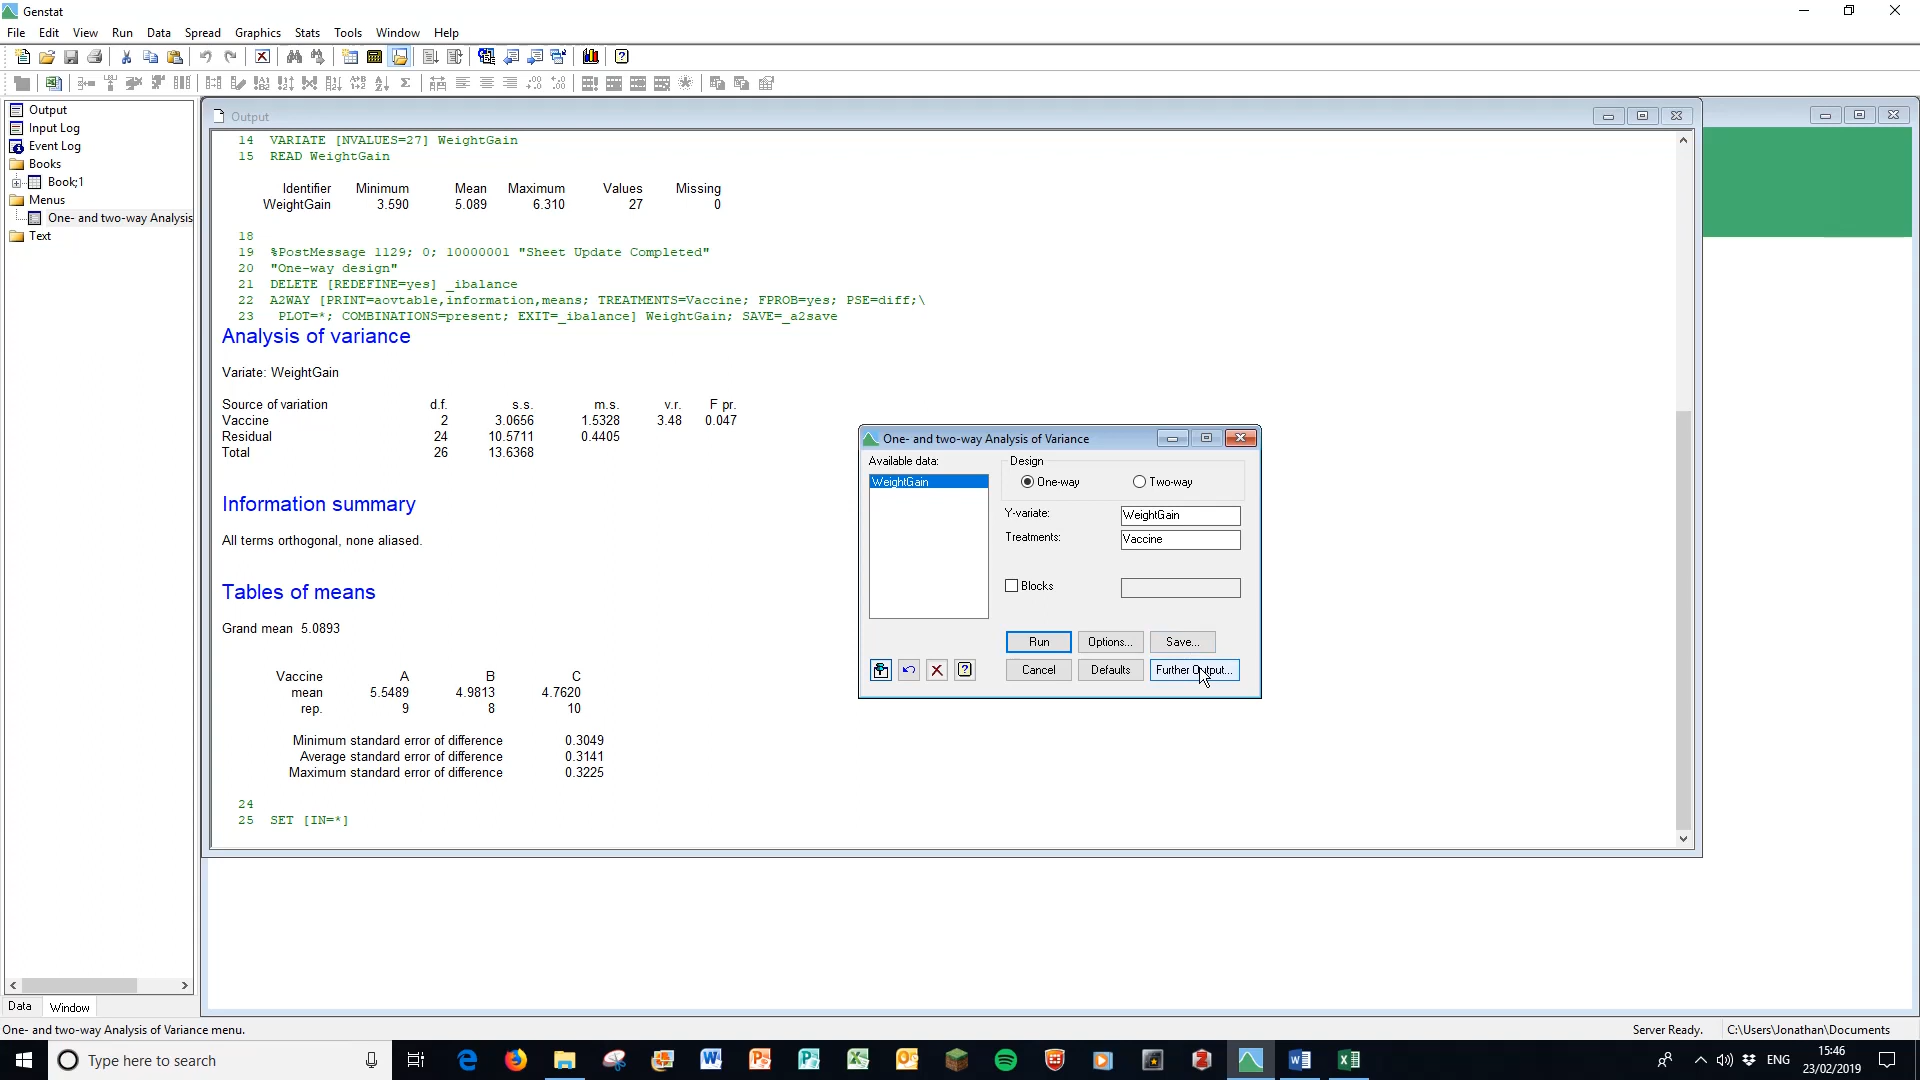 Genstat
File Edit View Run Data Spread Graphics Stats Tools Window Help
Output
Input Log
Event Log
Books
Book;1
Menus
One- and two-way Analysis
Text
Output
14 VARIATE [NVALUES=27] WeightGain
15 READ WeightGain
Identifier Minimum Mean Maximum Values Missing
WeightGain 3.590 5.089 6.310 27 0
18
19 %PostMessage 1129; 0; 10000001 "Sheet Update Completed"
20 "One-way design"
21 DELETE [REDEFINE=yes] _ibalance
22 A2WAY [PRINT=aovtable,information,means; TREATMENTS=Vaccine; FPROB=yes; PSE=diff;\
23 PLOT=*; COMBINATIONS=present; EXIT=_ibalance] WeightGain; SAVE=_a2save
Analysis of variance
Variate: WeightGain
Source of variation d.f. s.s. m.s. v.r. F pr.
Vaccine 2 3.0656 1.5328 3.48 0.047
Residual 24 10.5711 0.4405
Total 26 13.6368
Information summary
All terms orthogonal, none aliased.
Tables of means
Grand mean 5.0893
Vaccine A B C
mean 5.5489 4.9813 4.7620
rep. 9 8 10
Minimum standard error of difference 0.3049
Average standard error of difference 0.3141
Maximum standard error of difference 0.3225
24
25 SET [IN=*]
One- and two-way Analysis of Variance
Available data:
WeightGain
Design
One-way Two-way
Y-variate: WeightGain
Treatments: Vaccine
Blocks
Run Options... Save...
Cancel Defaults Further Output...
Data Window
One- and two-way Analysis of Variance menu.
Server Ready. C:\Users\Jonathan\Documents
Type here to search
ENG
15:46
23/02/2019